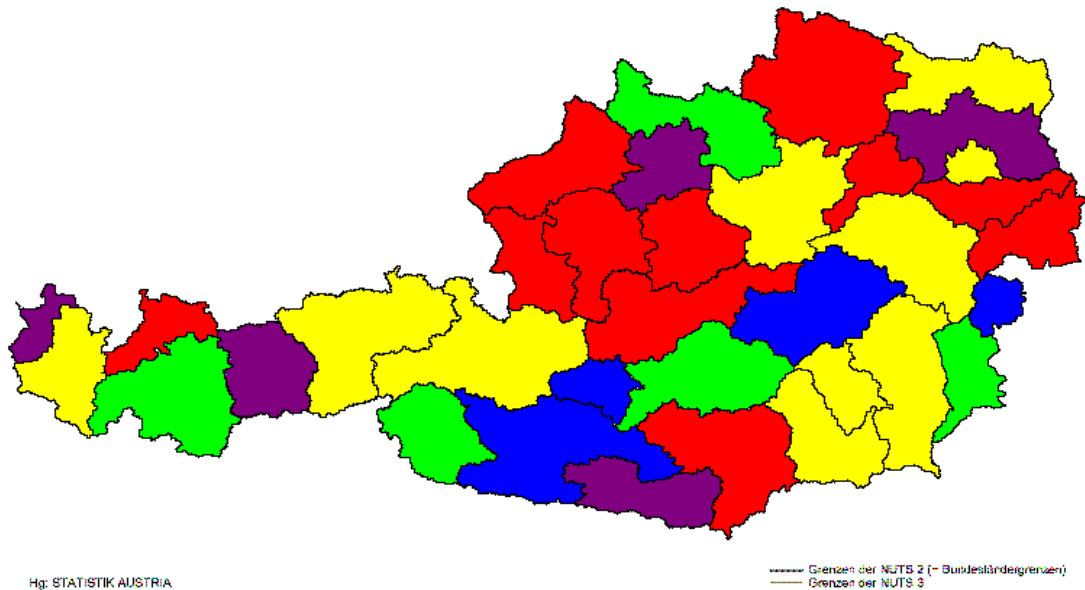 Hg: STATISTIK AUSTRIA
Grenzen der NUTS 2 (= Bundesländergrenzen)
Grenzen der NUTS 3